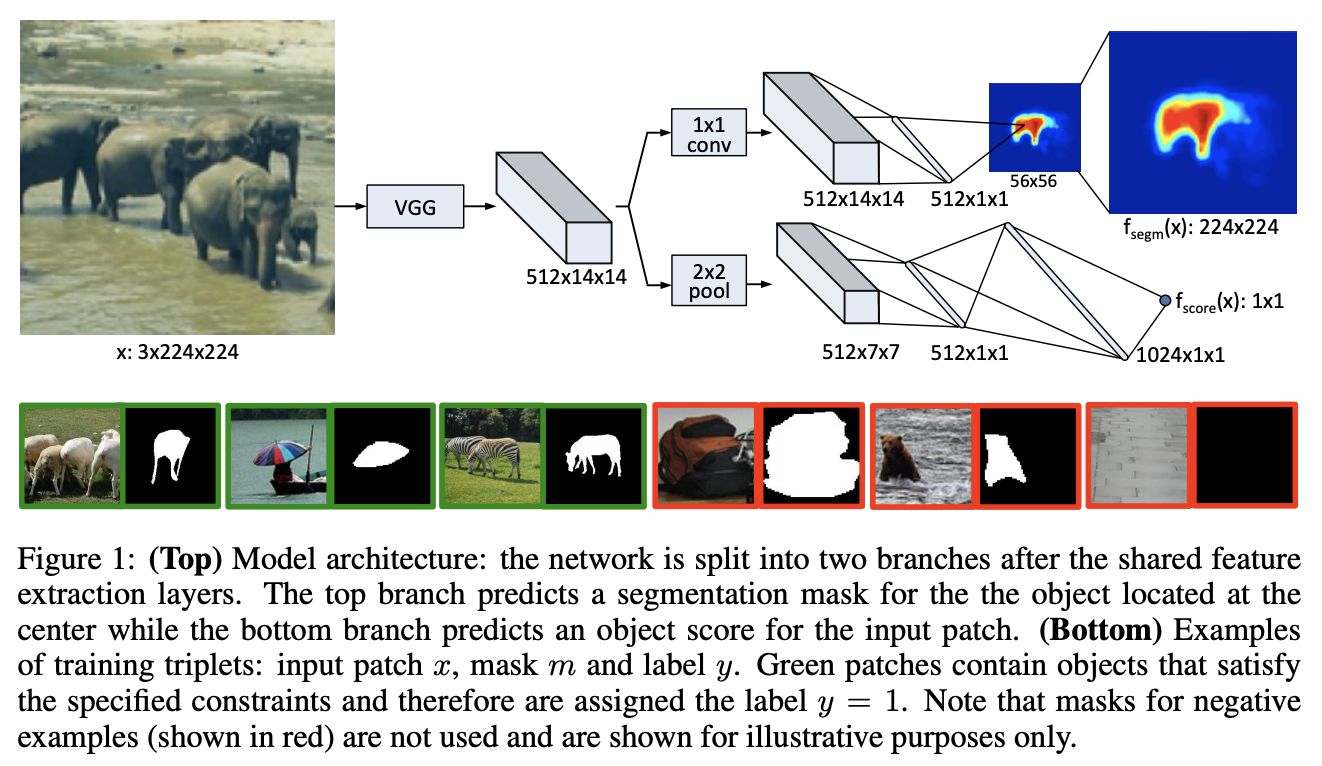 1x1
conv
512x14x14
512x1x1
56x56
fsegm(x): 224x224
VGG
512x14x14
2x2
pool
fscore(x): 1x1
x: 3x224x224
512x7x7
512x1x1
1024x1x1
Figure 1: (Top) Model architecture: the network is split into two branches after the shared feature
extraction layers. The top branch predicts a segmentation mask for the the object located at the
center while the bottom branch predicts an object score for the input patch. (Bottom) Examples
of training triplets: input patch x, mask m and label y. Green patches contain objects that satisfy
the specified constraints and therefore are assigned the label y = 1. Note that masks for negative
examples (shown in red) are not used and are shown for illustrative purposes only.